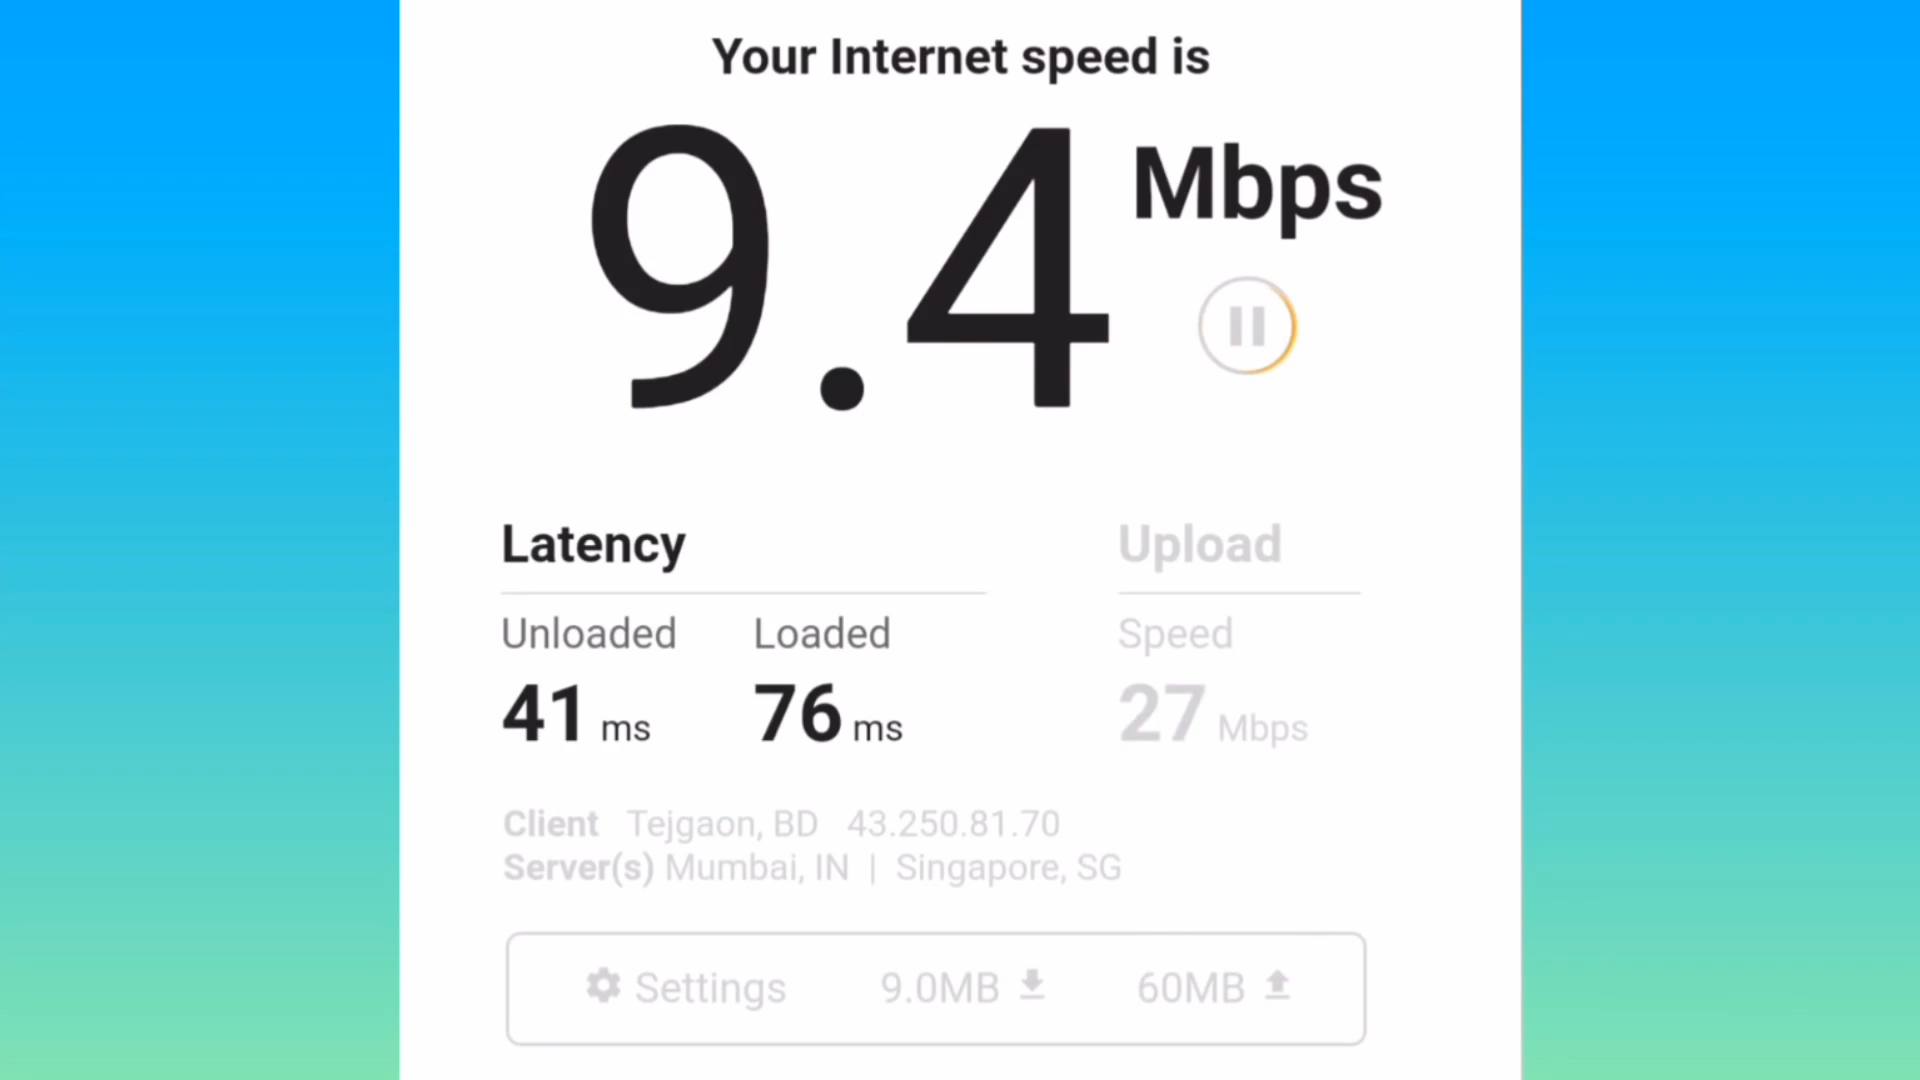 Your Internet speed is
9.4 Mbps
Latency
Unloaded Loaded
41 ms 76 ms
Upload
Speed
27 Mbps
Client Tejgaon, BD 43.250.81.70
Server(s) Mumbai, IN | Singapore, SG
Settings 9.0MB 60MB